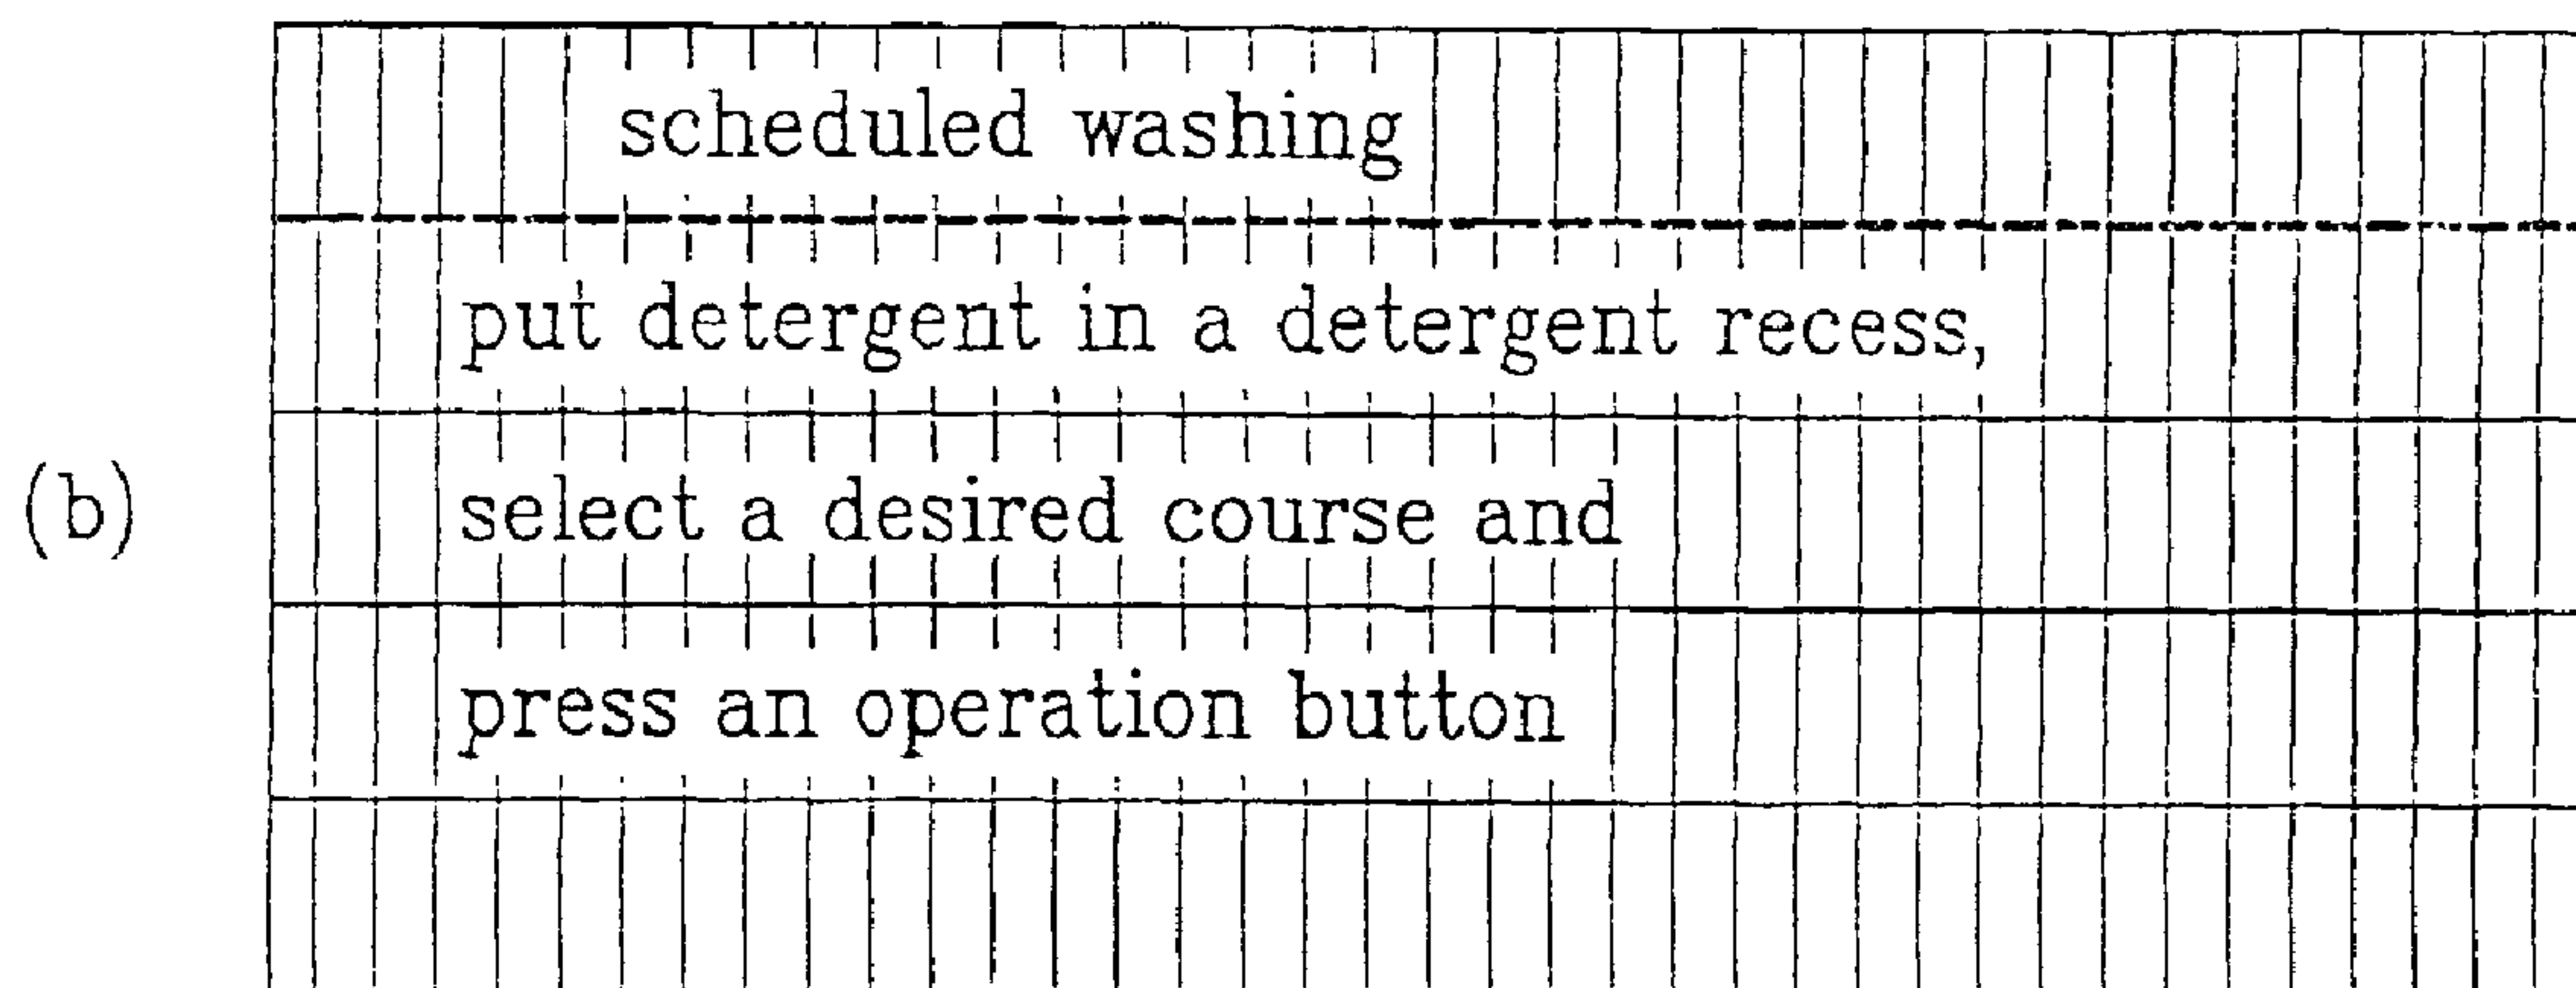 scheduled washing
put detergent in a detergent recess,
(b)
select a desired course and
press an operation button